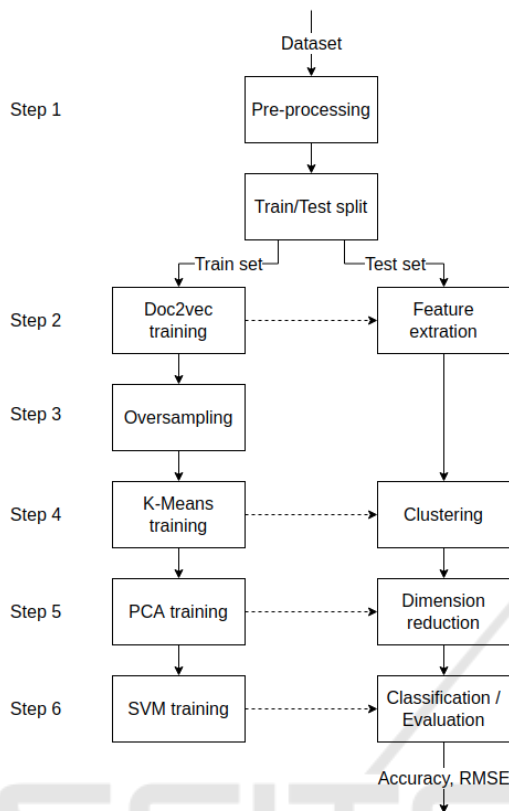 Dataset
Step 1
Pre-processing
Train/Test split
Train set
Test set
Step 2
Doc2vec
training
Feature
extration
Step 3
Oversampling
Step 4
K-Means
training
Clustering
Step 5
PCA training
Dimension
reduction
Step 6
SVM training
Classification /
Evaluation
Accuracy, RMSE